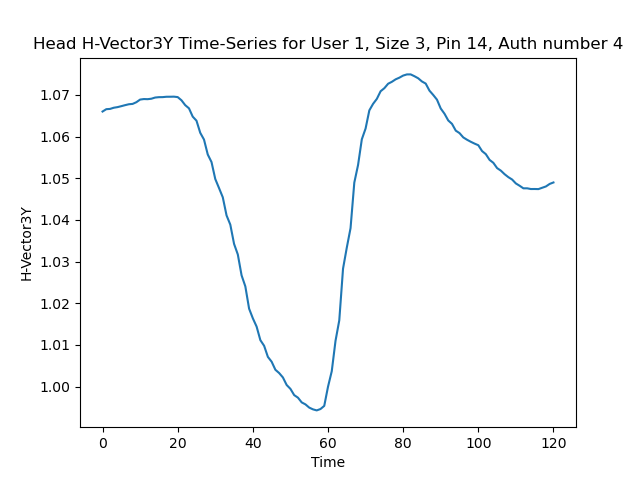 Head H-Vector3Y Time-Series for User 1, Size 3, Pin 14, Auth number 4
H-Vector3Y
1.07
1.06
1.05
1.04
1.03
1.02
1.01
1.00
0 20 40 60 80 100 120
Time